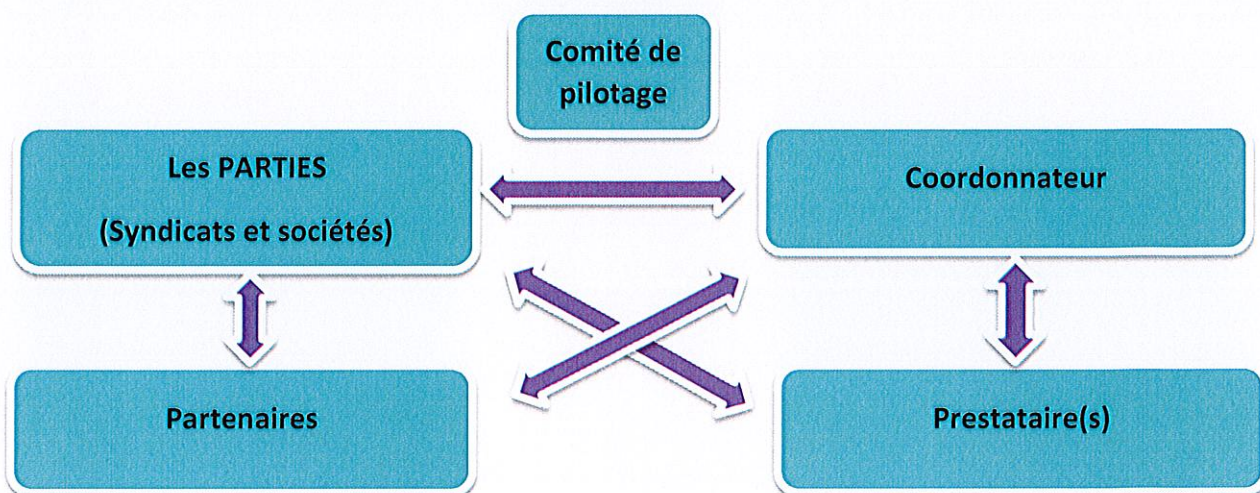 Comité de
pilotage
Les PARTIES
(Syndicats et sociétés)
Coordonnateur
Partenaires
Prestataire(s)